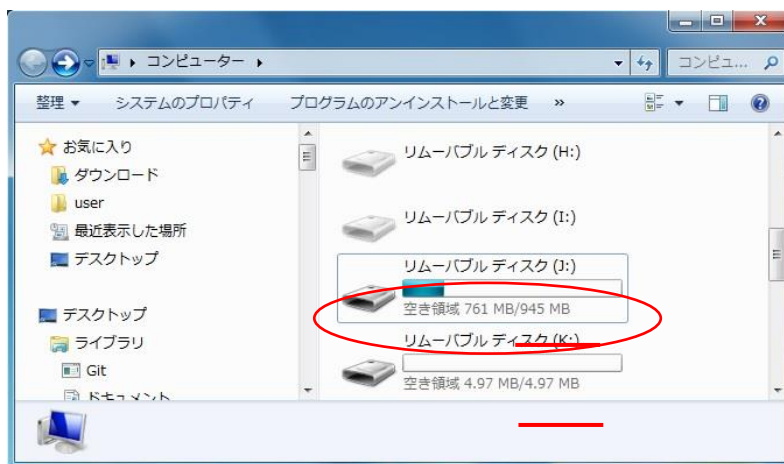 コンピューター
コンピュ...
整理
システムのプロパティ
プログラムのアンインストールと変更
»
お気に入り
ダウンロード
user
最近表示した場所
デスクトップ
デスクトップ
ライブラリ
Git
ドキュメント
リムーバブル ディスク (H:)
リムーバブル ディスク (I:)
リムーバブル ディスク (J:)
空き領域 761 MB/945 MB
リムーバブル ディスク (K:)
空き領域 4.97 MB/4.97 MB